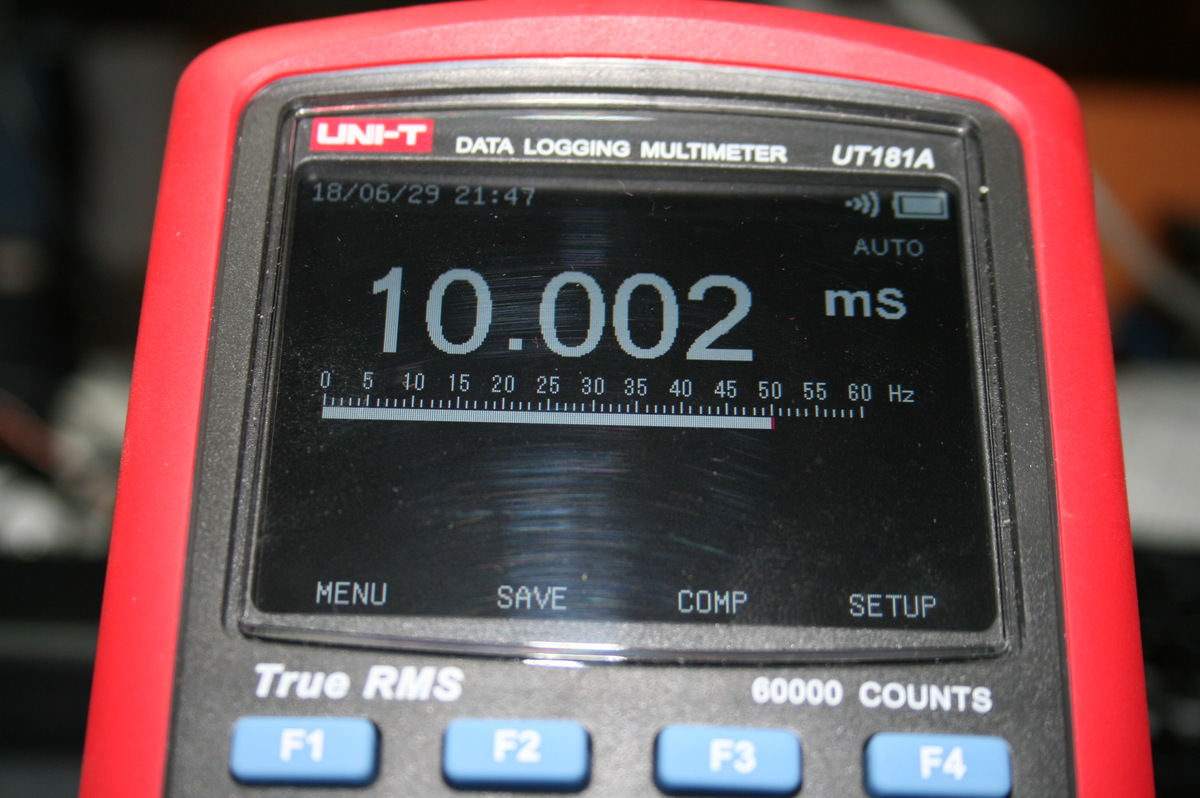 UNI-T DATA LOGGING MULTIMETER UT181A
18/06/29 21:47
AUTO
10.002 mS
0 5 10 15 20 25 30 35 40 45 50 55 60 Hz
MENU SAVE COMP SETUP
True RMS 60000 COUNTS
F1 F2 F3 F4